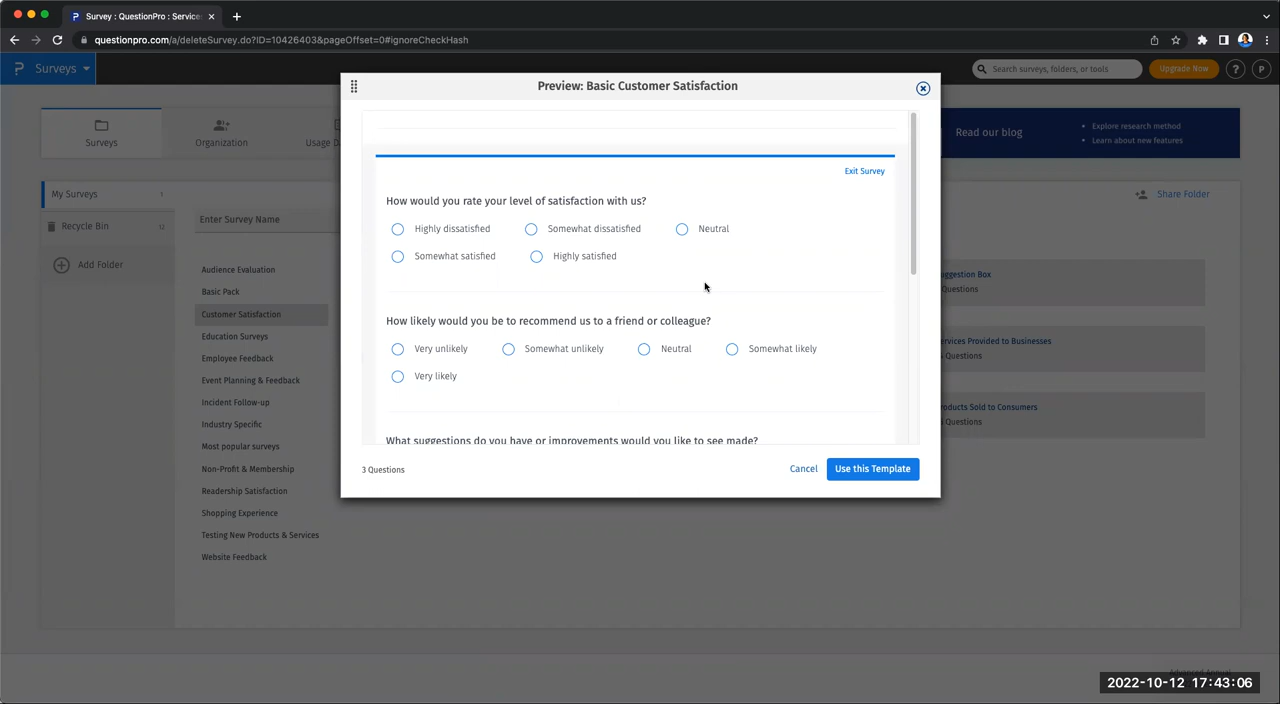 Survey : QuestionPro : Service
questionpro.com/a/deleteSurvey.do?ID=10426403&pageOffset=0#ignoreCheckHash
Surveys
Search surveys, folders, or tools
Upgrade Now
?
P
Surveys
Organization
Usage D
Read our blog
Explore research method
Learn about new features
My Surveys
1
Recycle Bin
12
Add Folder
Enter Survey Name
Share Folder
Audience Evaluation
Basic Pack
Customer Satisfaction
Education Surveys
Employee Feedback
Event Planning & Feedback
Incident Follow-up
Industry Specific
Most popular surveys
Non-Profit & Membership
Readership Satisfaction
Shopping Experience
Testing New Products & Services
Website Feedback
Preview: Basic Customer Satisfaction
Exit Survey
How would you rate your level of satisfaction with us?
Highly dissatisfied Somewhat dissatisfied Neutral
Somewhat satisfied Highly satisfied
How likely would you be to recommend us to a friend or colleague?
Very unlikely Somewhat unlikely Neutral Somewhat likely
Very likely
What suggestions do you have or improvements would you like to see made?
3 Questions
Cancel
Use this Template
ggestion Box
Questions
ervices Provided to Businesses
Questions
oducts Sold to Consumers
Questions
Advanced Annual
2022-10-12 17:43:06